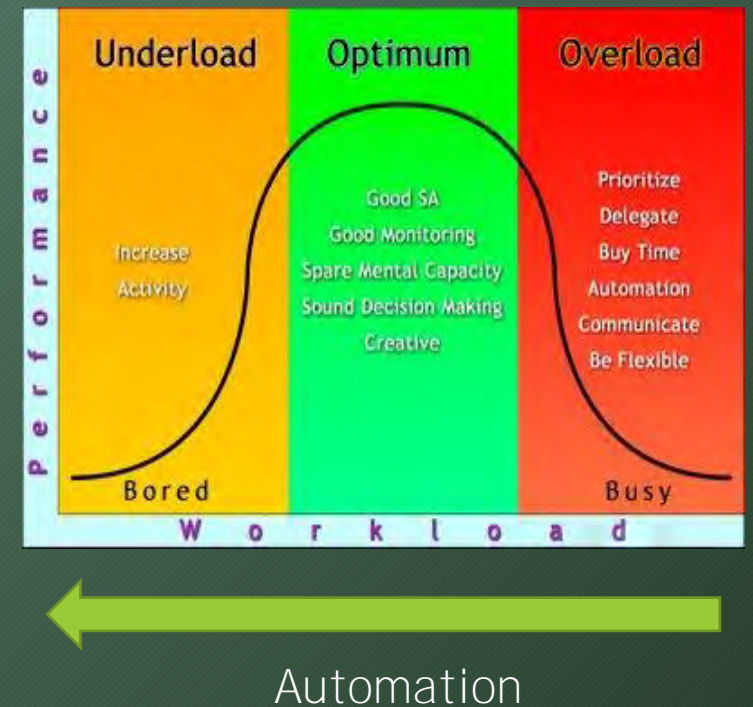 Underload
Optimum
Overload
Performance
Increase
Activity
Good SA
Good Monitoring
Spare Mental Capacity
Sound Decision Making
Creative
Prioritize
Delegate
Buy Time
Automation
Communicate
Be Flexible
Bored
Busy
Workload
Automation